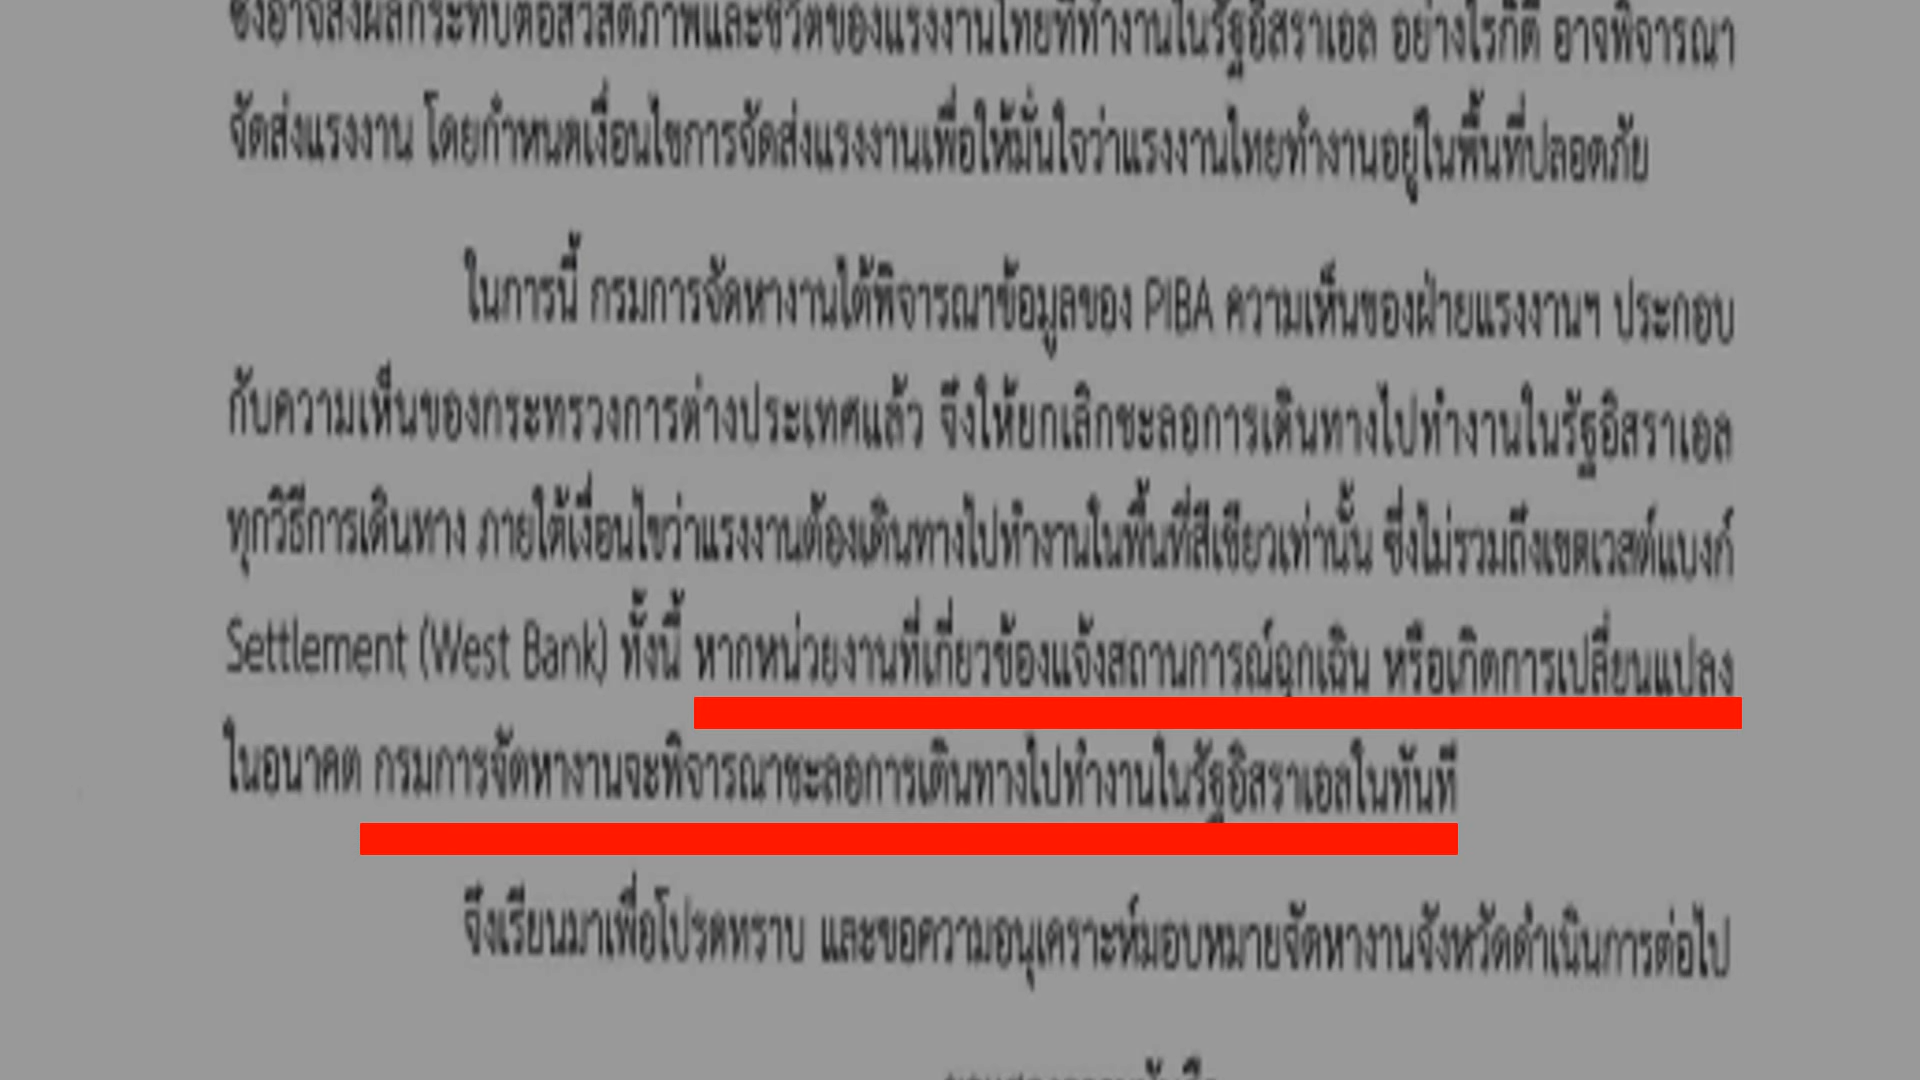 ซึ่งอาจส่งผลกระทบต่อสวัสดิภาพและชีวิตของแรงงานไทยที่ทำงานในรัฐอิสราเอล อย่างไรก็ดี อาจพิจารณา
จัดส่งแรงงาน โดยกำหนดเงื่อนไขการจัดส่งแรงงานเพื่อให้มั่นใจว่าแรงงานไทยทำงานอยู่ในพื้นที่ปลอดภัย
ในการนี้ กรมการจัดหางานได้พิจารณาข้อมูลของ PIBA ความเห็นของฝ่ายแรงงานฯ ประกอบ
กับความเห็นของกระทรวงการต่างประเทศแล้ว จึงให้ยกเลิกชะลอการเดินทางไปทำงานในรัฐอิสราเอล
ทุกวิธีการเดินทาง ภายใต้เงื่อนไขว่าแรงงานต้องเดินทางไปทำงานในพื้นที่สีเขียวเท่านั้น ซึ่งไม่รวมถึงเขตเวสต์แบงก์
Settlement (West Bank) ทั้งนี้ หากหน่วยงานที่เกี่ยวข้องแจ้งสถานการณ์ฉุกเฉิน หรือเกิดการเปลี่ยนแปลง
ในอนาคต กรมการจัดหางานจะพิจารณาชะลอการเดินทางไปทำงานในรัฐอิสราเอลในทันที
จึงเรียนมาเพื่อโปรดทราบ และขอความอนุเคราะห์มอบหมายจัดหางานจังหวัดดำเนินการต่อไป